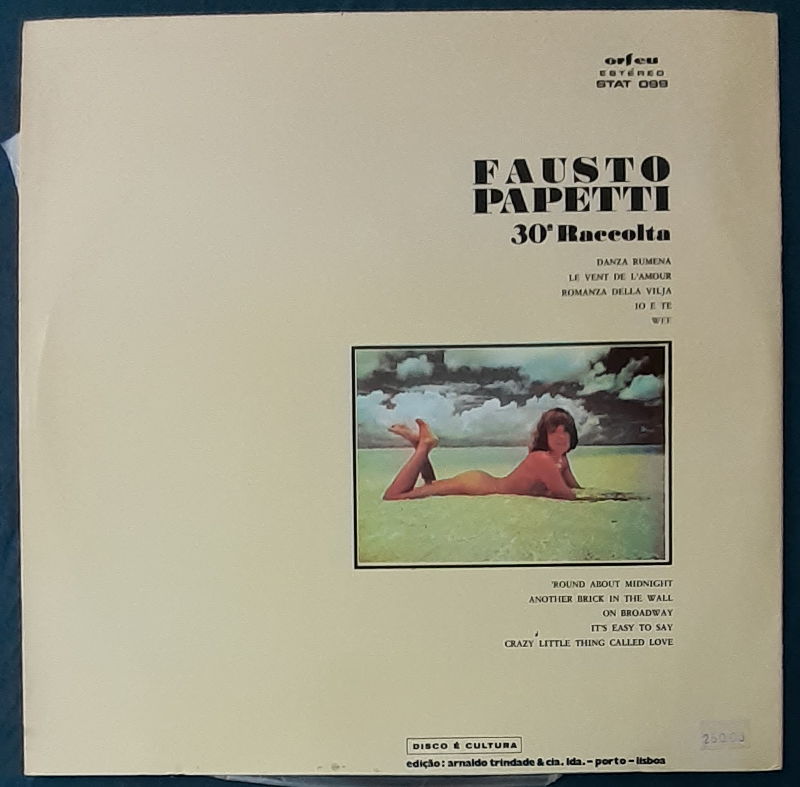 orfeu
ESTÉREO
STAT 099
FAUSTO
PAPETTI
30ª Raccolta
DANZA RUMENA
LE VENT DE L'AMOUR
ROMANZA DELLA VILJA
IO E TE
WEE
'ROUND ABOUT MIDNIGHT
ANOTHER BRICK IN THE WALL
ON BROADWAY
IT'S EASY TO SAY
CRAZY LITTLE THING CALLED LOVE
DISCO É CULTURA
edição: arnaldo trindade & cia. lda. - porto - lisboa